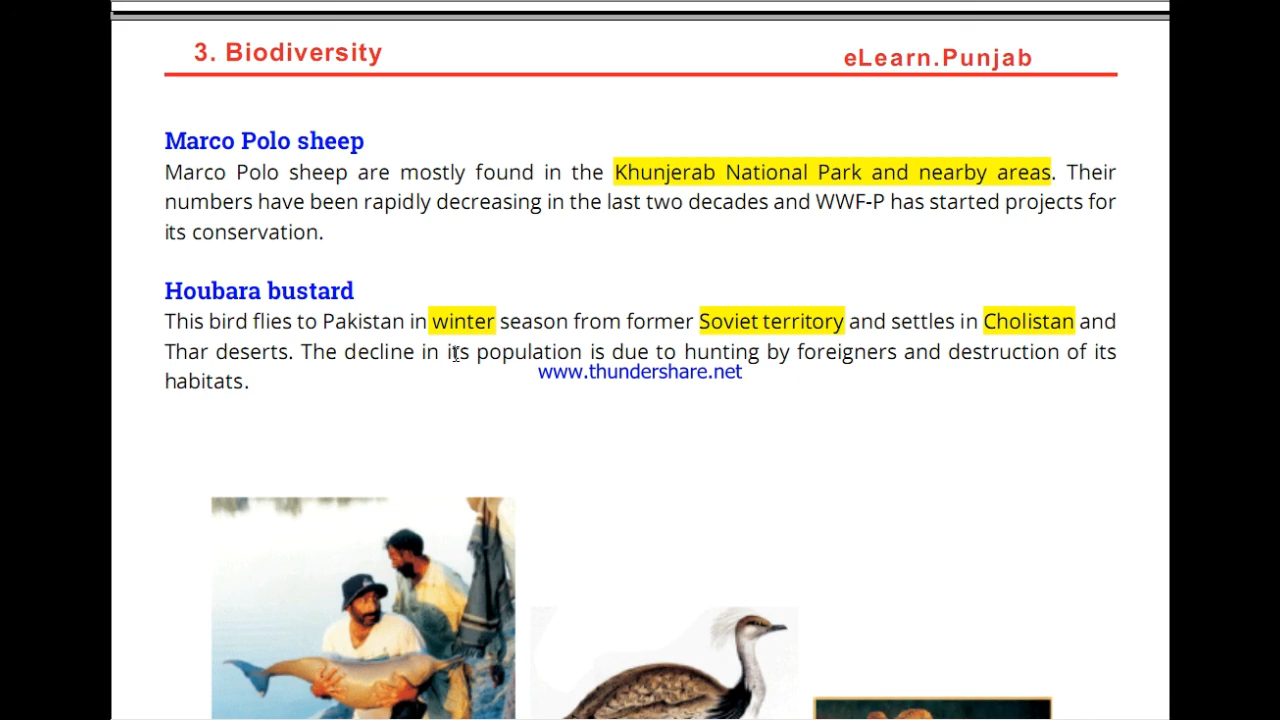 3. Biodiversity
eLearn.Punjab
Marco Polo sheep
Marco Polo sheep are mostly found in the Khunjerab National Park and nearby areas. Their
numbers have been rapidly decreasing in the last two decades and WWF-P has started projects for
its conservation.
Houbara bustard
This bird flies to Pakistan in winter season from former Soviet territory and settles in Cholistan and
Thar deserts. The decline in its population is due to hunting by foreigners and destruction of its
habitats.
www.thundershare.net